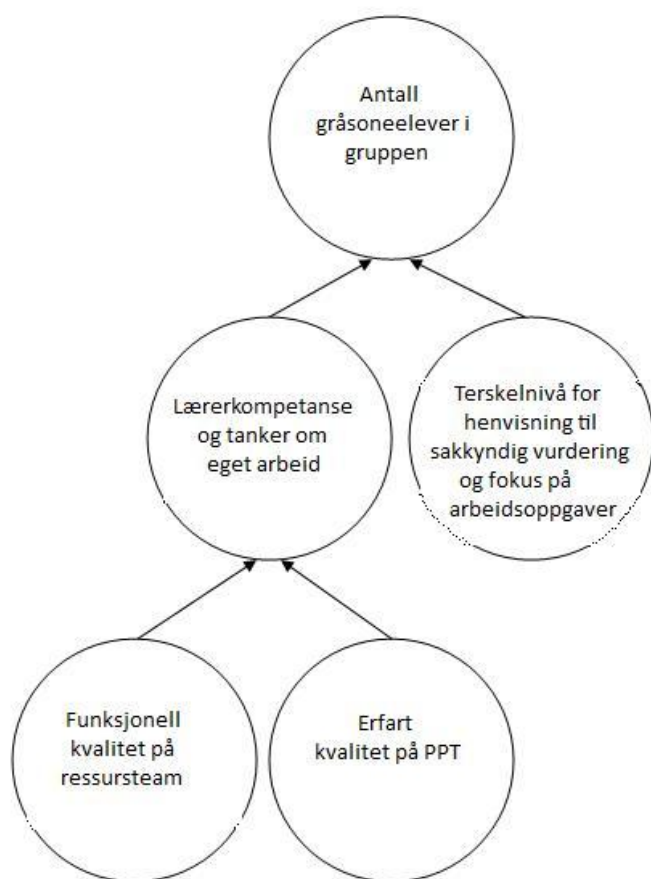 Antall
gråsoneelever i
gruppen
Lærerkompetanse
og tanker om
eget arbeid
Terskelnivå for
henvisning til
sakkyndig vurdering
og fokus på
arbeidsoppgaver
Funksjonell
kvalitet på
ressursteam
Erfart
kvalitet på PPT